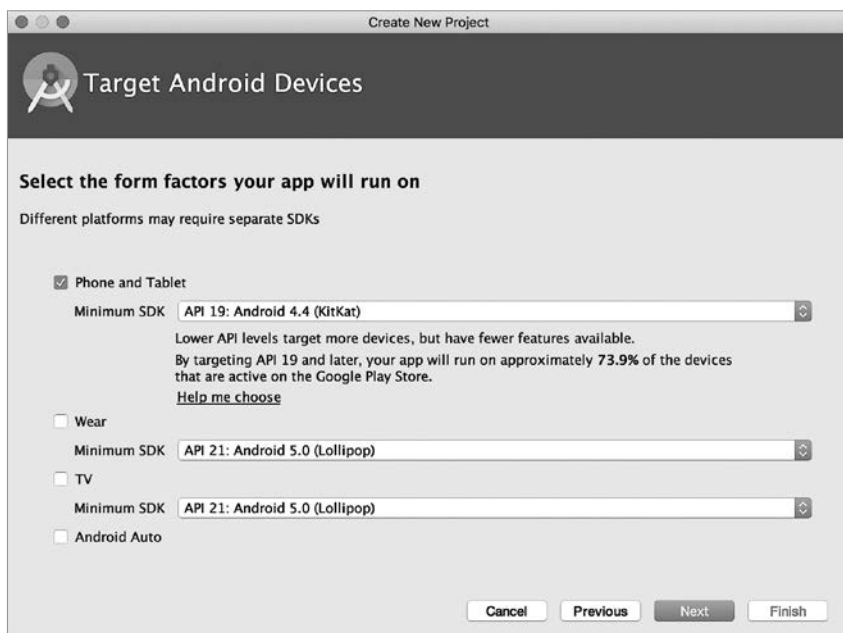 Create New Project
Target Android Devices
Select the form factors your app will run on
Different platforms may require separate SDKs
Phone and Tablet
Minimum SDK API 19: Android 4.4 (KitKat)
Lower API levels target more devices, but have fewer features available.
By targeting API 19 and later, your app will run on approximately 73.9% of the devices
that are active on the Google Play Store.
Help me choose
Wear
Minimum SDK API 21: Android 5.0 (Lollipop)
TV
Minimum SDK API 21: Android 5.0 (Lollipop)
Android Auto
Cancel Previous Next Finish